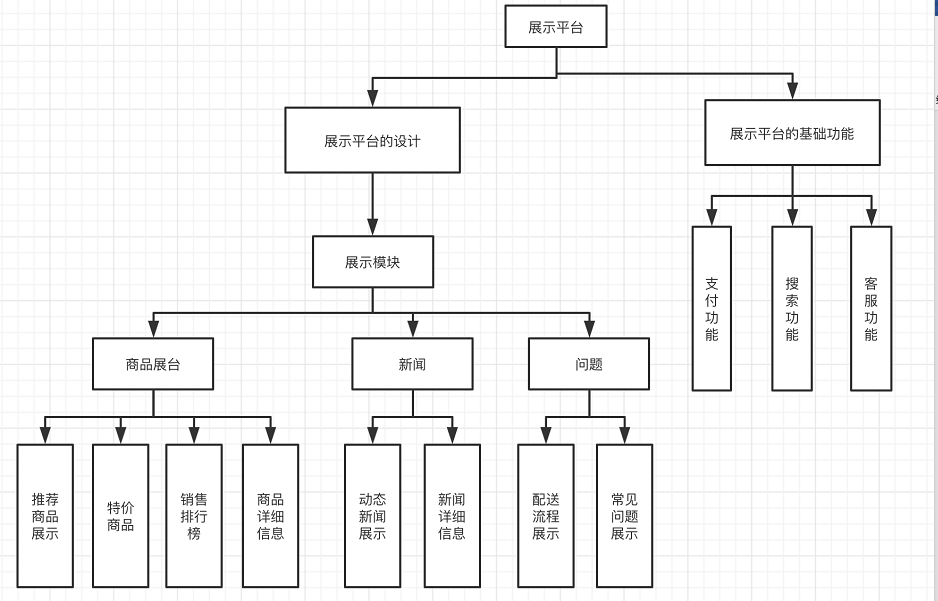 展示平台
展示平台的设计
展示平台的基础功能
展示模块
支
付
功
能
搜
索
功
能
客
服
功
能
商品展台
新闻
问题
推荐
商品
展示
特价
商品
销售
排行
榜
商品
详细
信息
动态
新闻
展示
新闻
详细
信息
配送
流程
展示
常见
问题
展示